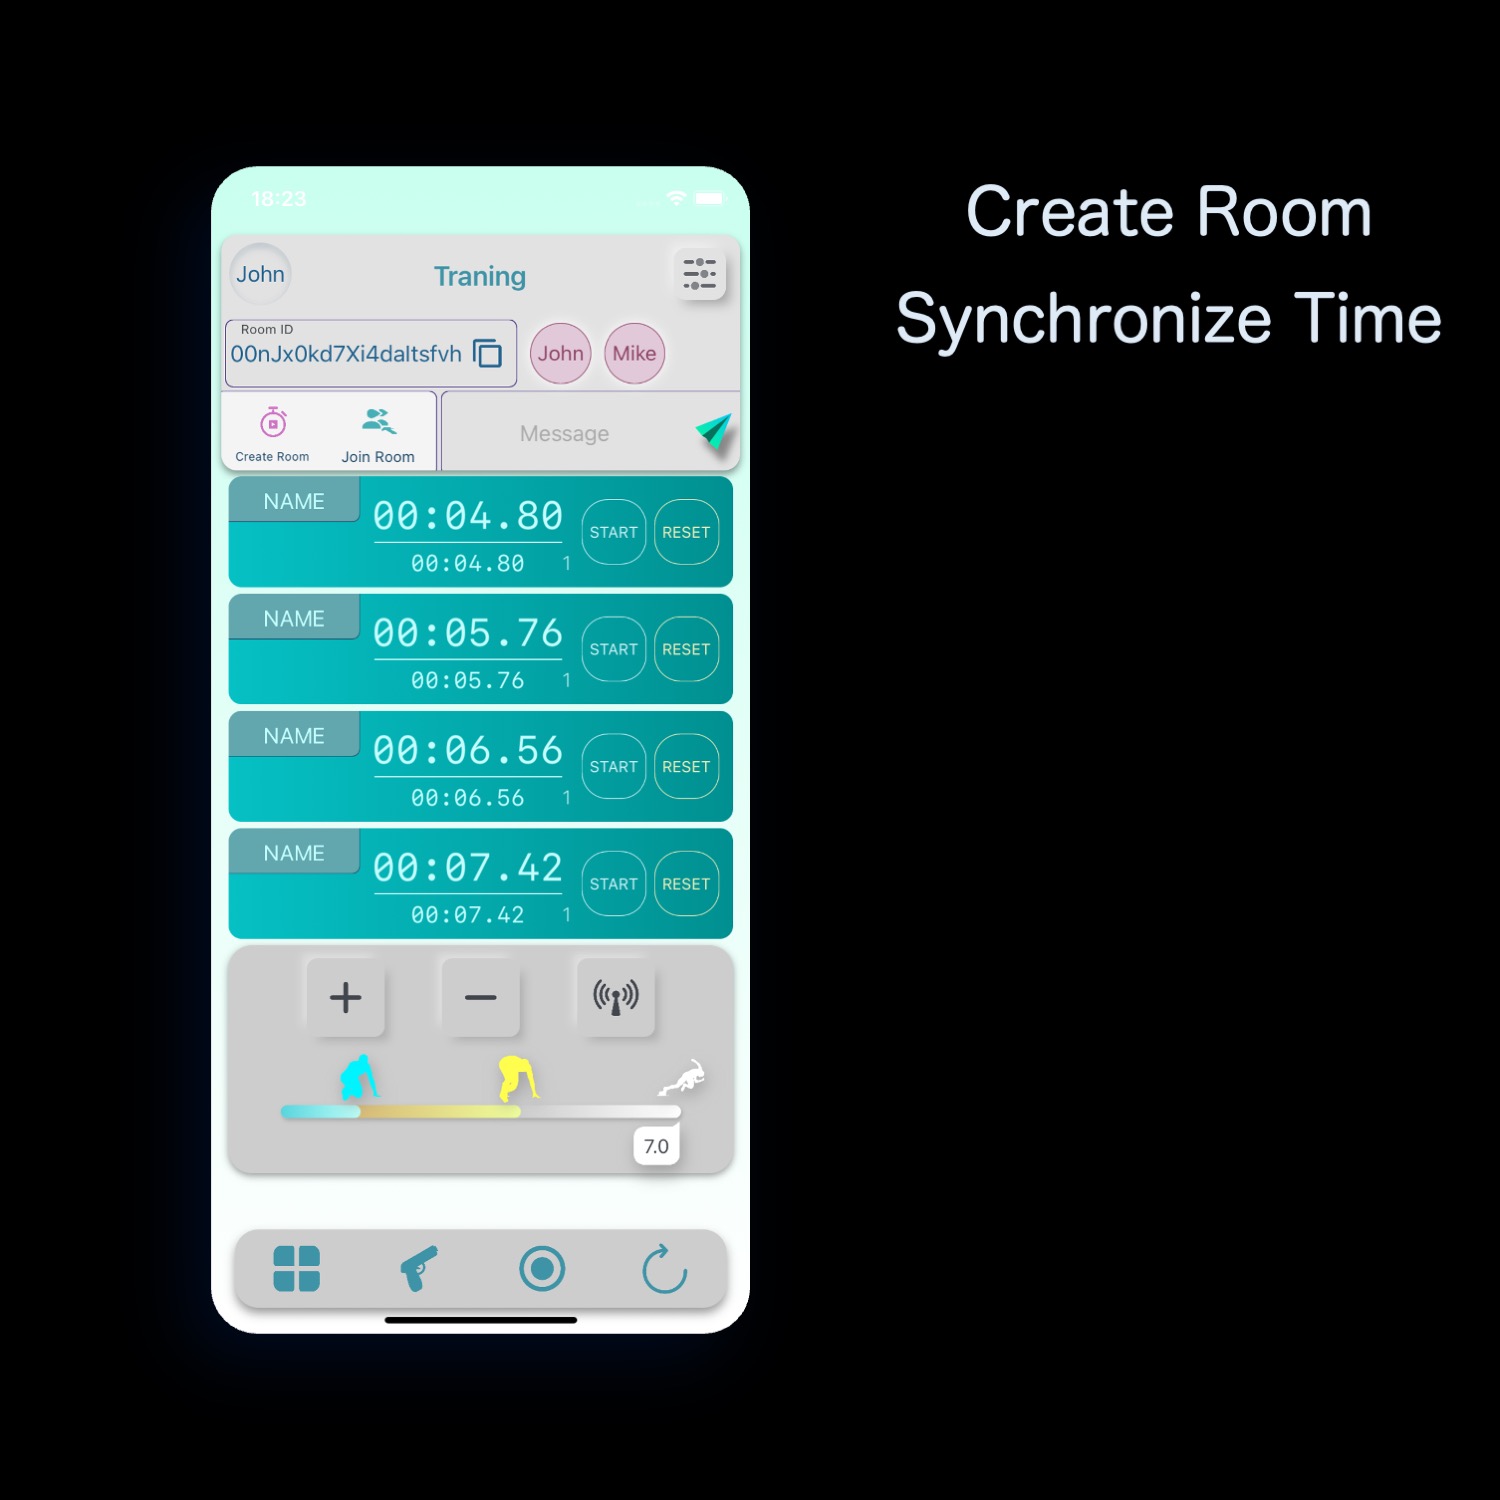 Create Room
Synchronize Time
18:23
John
Traning
Room ID
00nJx0kd7Xi4daltsfvh
John
Mike
Create Room
Join Room
Message
NAME
00:04.80
START
RESET
00:04.80 1
NAME
00:05.76
START
RESET
00:05.76 1
NAME
00:06.56
START
RESET
00:06.56 1
NAME
00:07.42
START
RESET
00:07.42 1
7.0